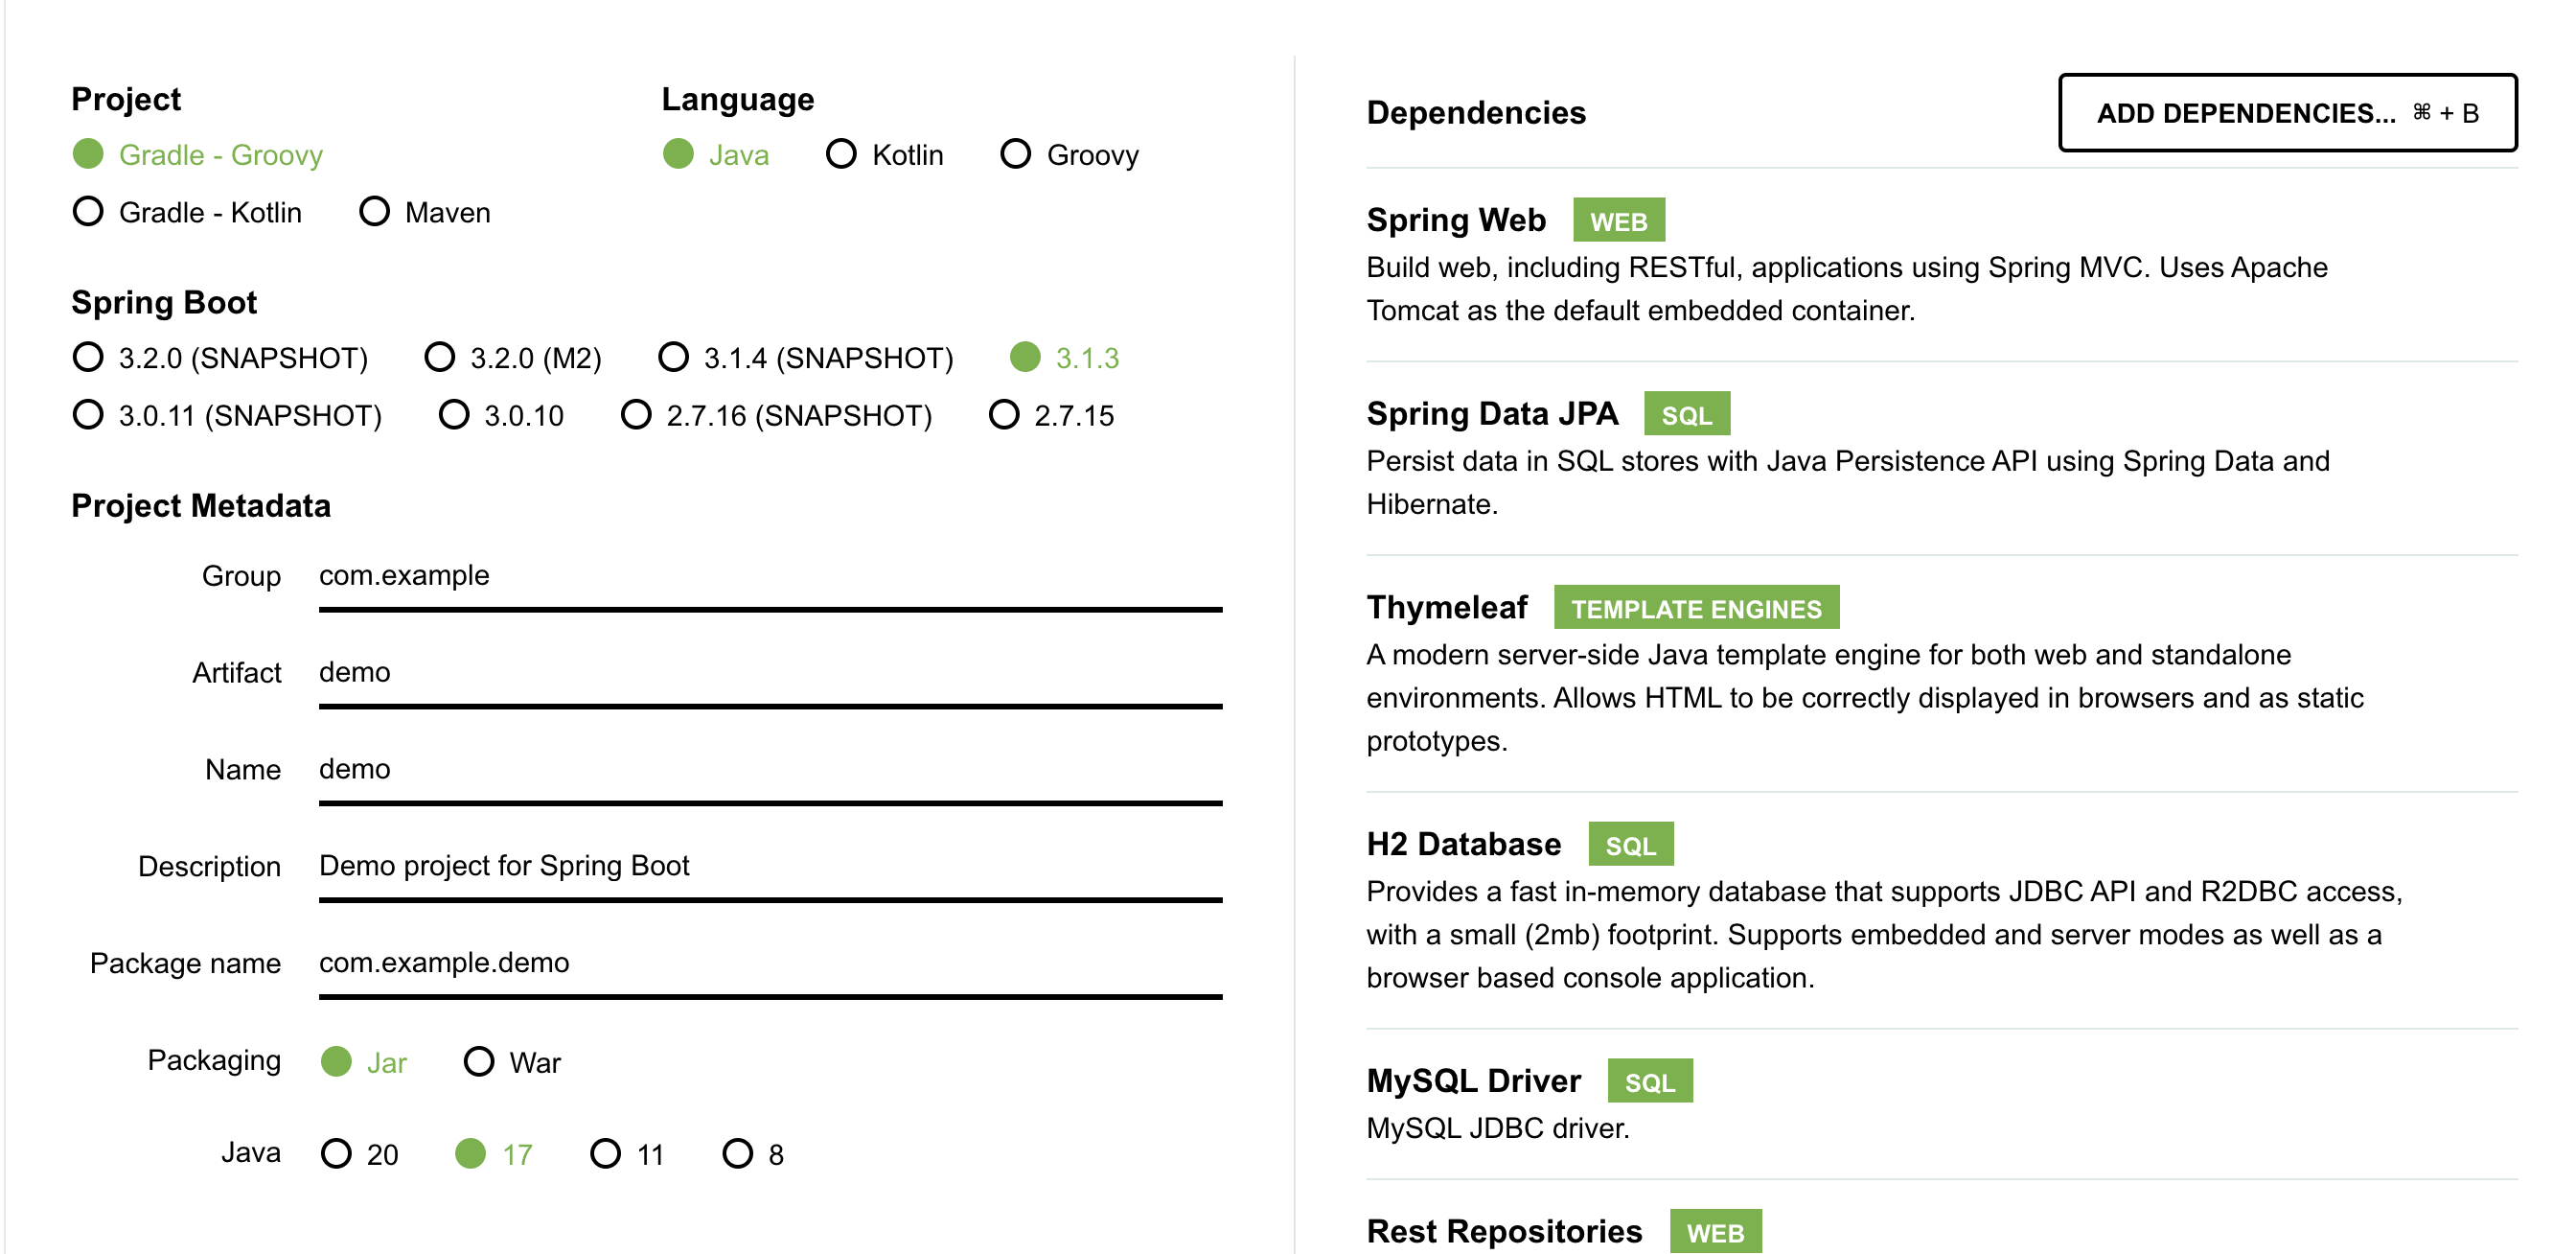 Project
Gradle - Groovy
Gradle - Kotlin Maven
Language
Java Kotlin Groovy
Spring Boot
3.2.0 (SNAPSHOT) 3.2.0 (M2) 3.1.4 (SNAPSHOT) 3.1.3
3.0.11 (SNAPSHOT) 3.0.10 2.7.16 (SNAPSHOT) 2.7.15
Project Metadata
Group com.example
Artifact demo
Name demo
Description Demo project for Spring Boot
Package name com.example.demo
Packaging Jar War
Java 20 17 11 8
Dependencies ADD DEPENDENCIES... ⌘ + B
Spring Web WEB
Build web, including RESTful, applications using Spring MVC. Uses Apache
Tomcat as the default embedded container.
Spring Data JPA SQL
Persist data in SQL stores with Java Persistence API using Spring Data and
Hibernate.
Thymeleaf TEMPLATE ENGINES
A modern server-side Java template engine for both web and standalone
environments. Allows HTML to be correctly displayed in browsers and as static
prototypes.
H2 Database SQL
Provides a fast in-memory database that supports JDBC API and R2DBC access,
with a small (2mb) footprint. Supports embedded and server modes as well as a
browser based console application.
MySQL Driver SQL
MySQL JDBC driver.
Rest Repositories WEB